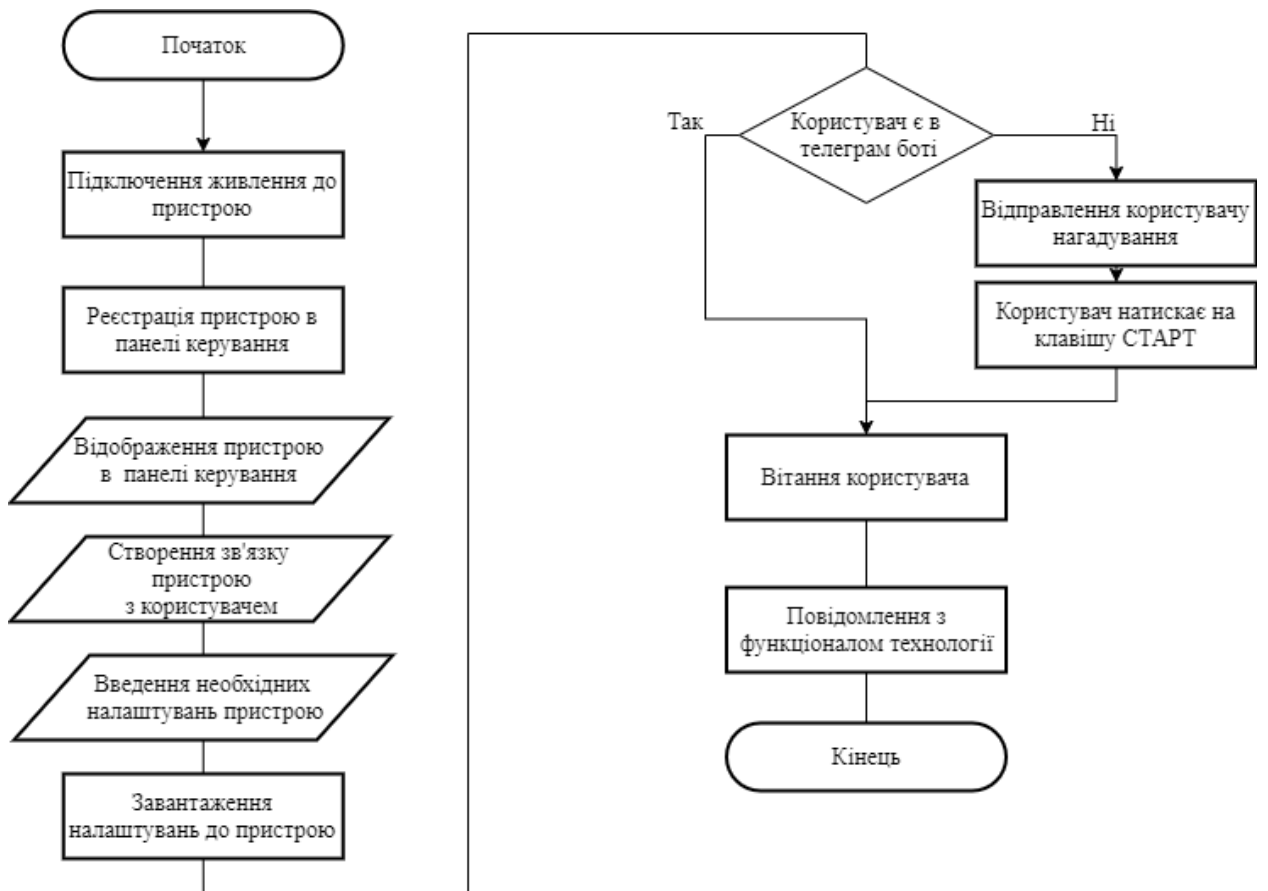 Початок
Підключення живлення до
пристрою
Реєстрація пристрою в
панелі керування
Відображення пристрою
в панелі керування
Створення зв'язку
пристрою
з користувачем
Введення необхідних
налаштувань пристрою
Завантаження
налаштувань до пристрою
Користувач є в
телеграм боті
Так
Ні
Відправлення користувачу
нагадування
Користувач натискає на
клавішу СТАРТ
Вітання користувача
Повідомлення з
функціоналом технології
Кінець